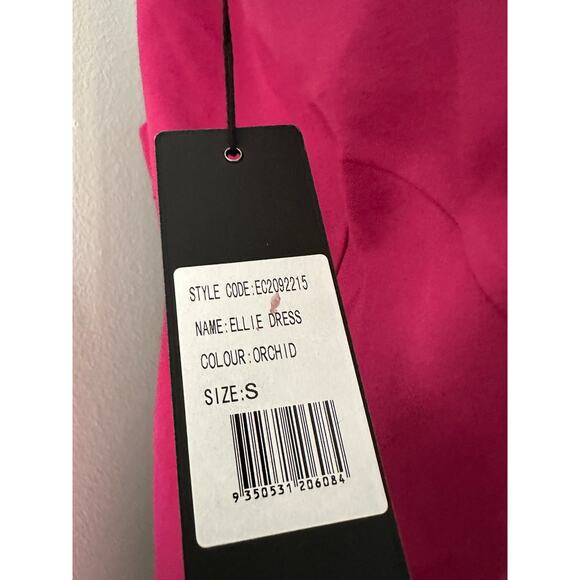 STYLE CODE:EC2092215
NAME:ELLIE DRESS
COLOUR:ORCHID
SIZE:S
9 350531 206084